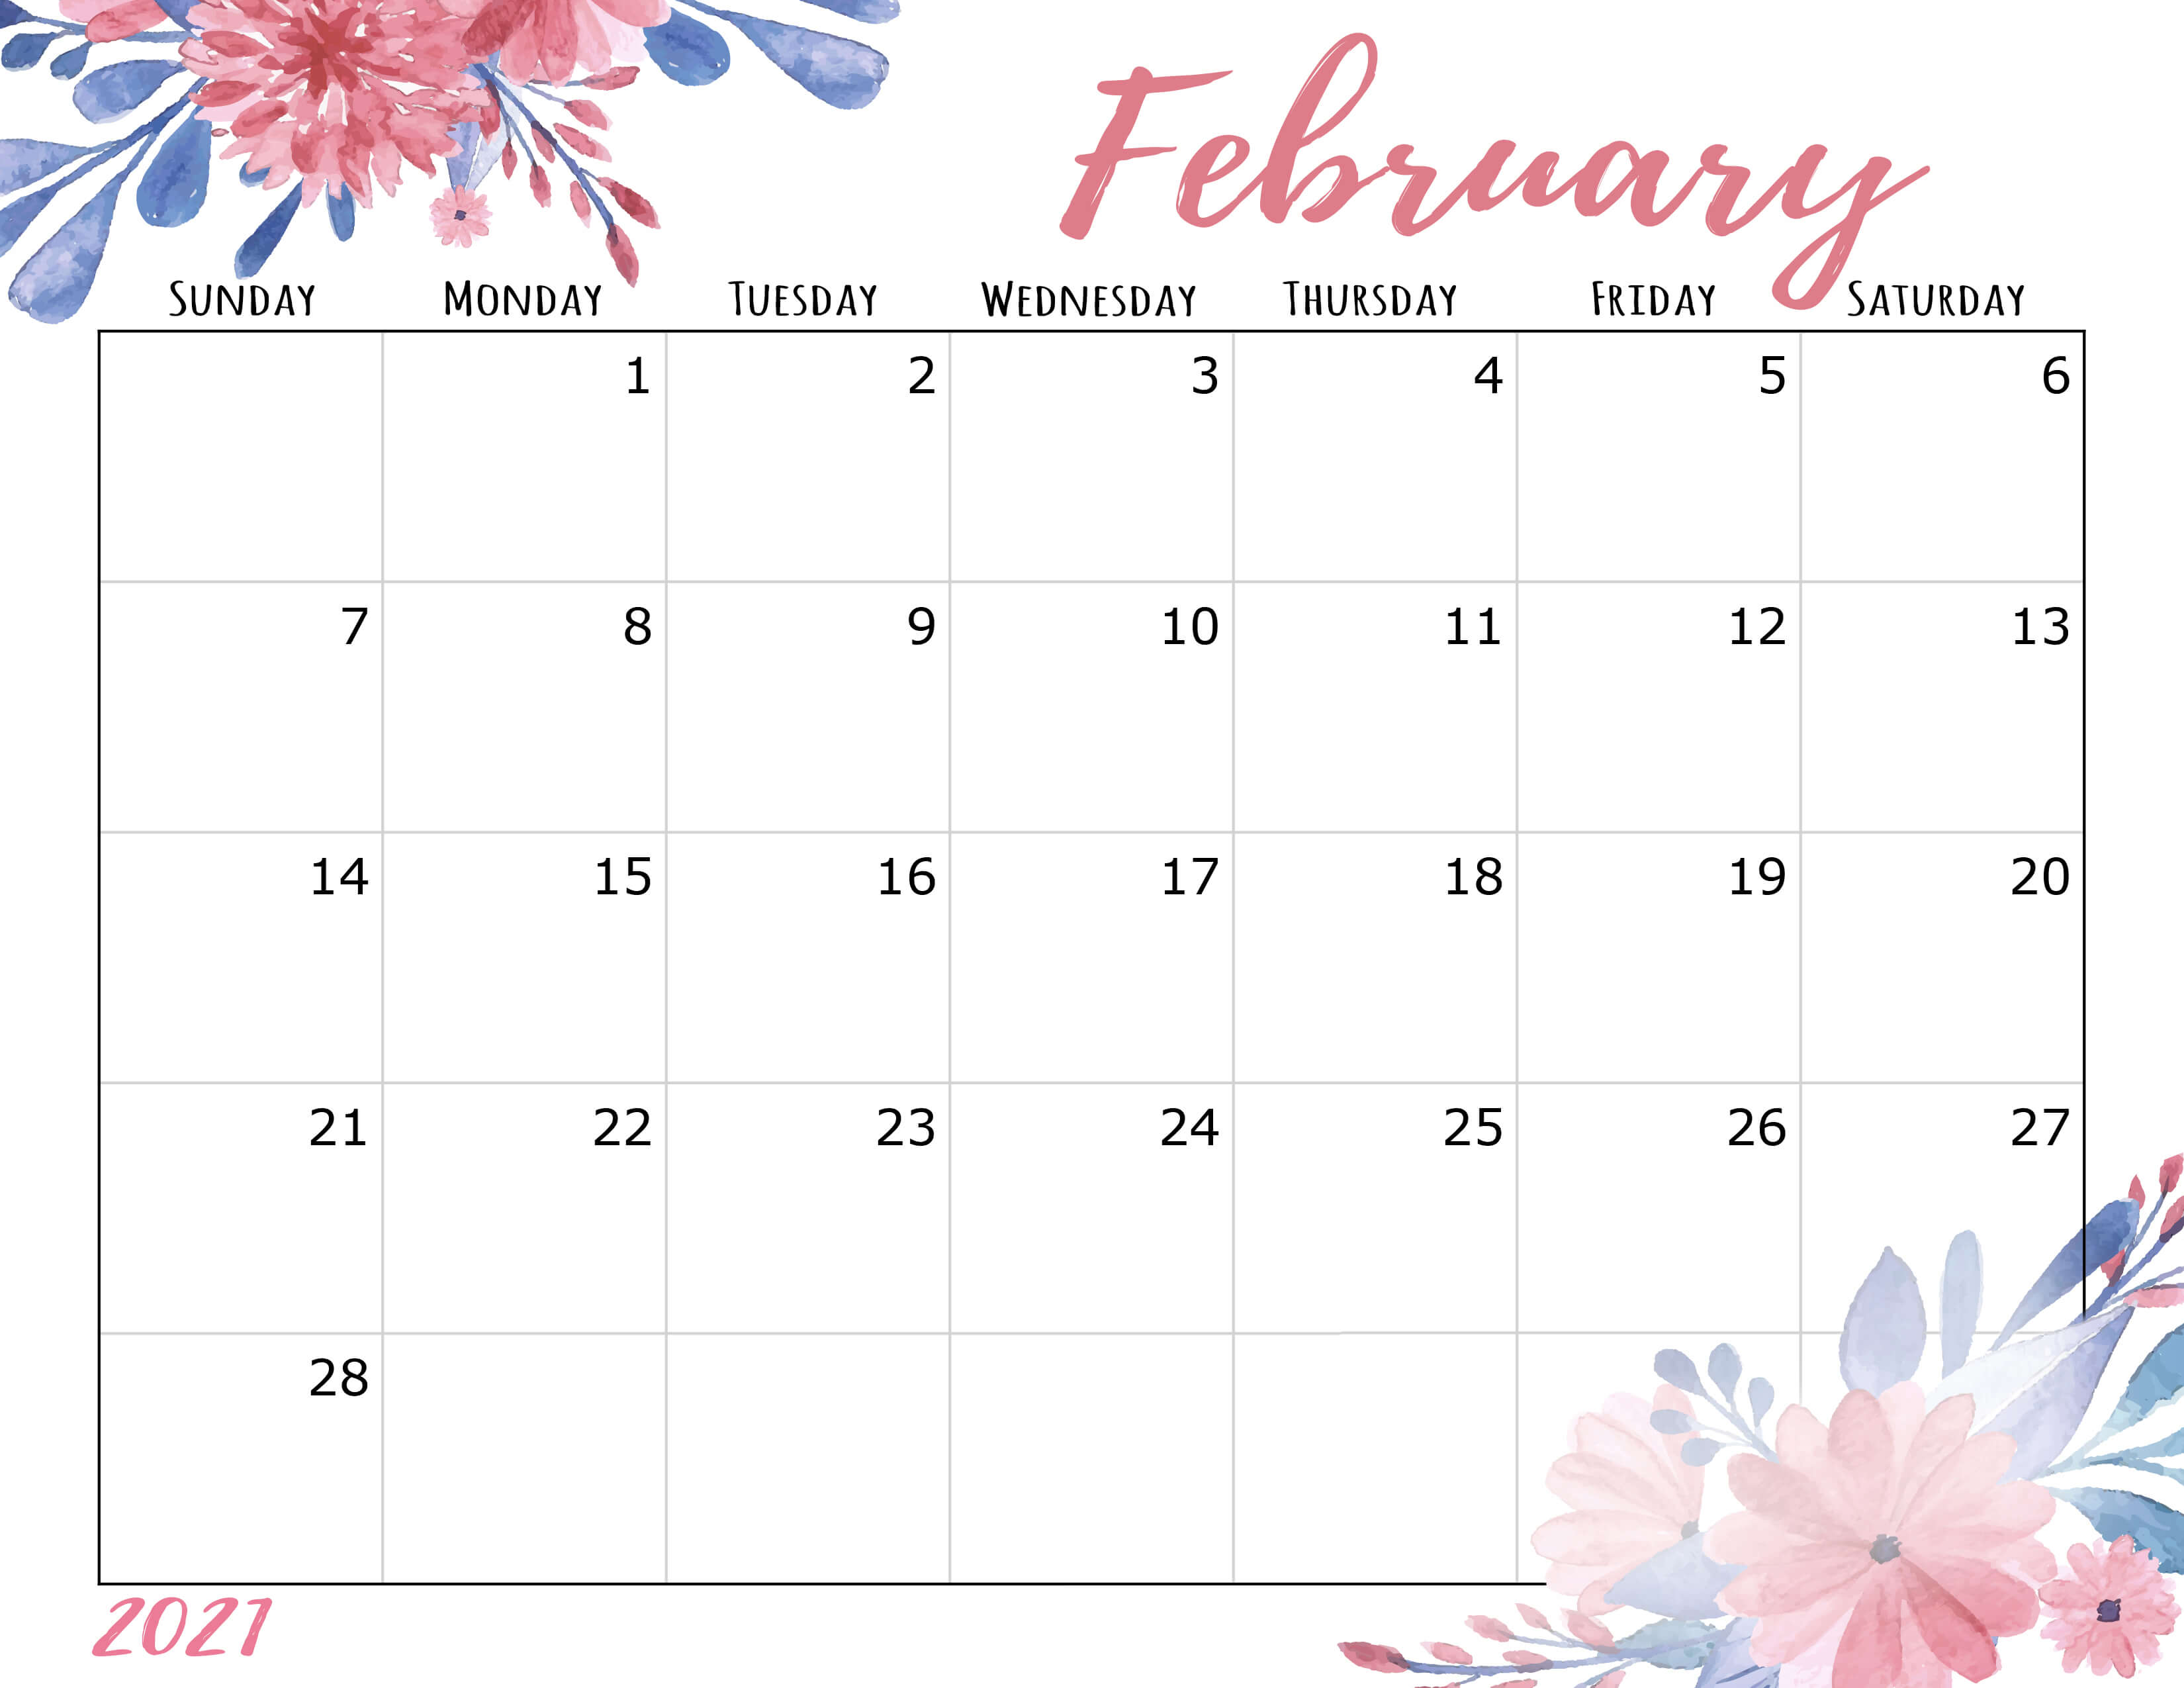 February
Sunday Monday Tuesday Wednesday Thursday Friday Saturday
1 2 3 4 5 6
7 8 9 10 11 12 13
14 15 16 17 18 19 20
21 22 23 24 25 26 27
28
2021